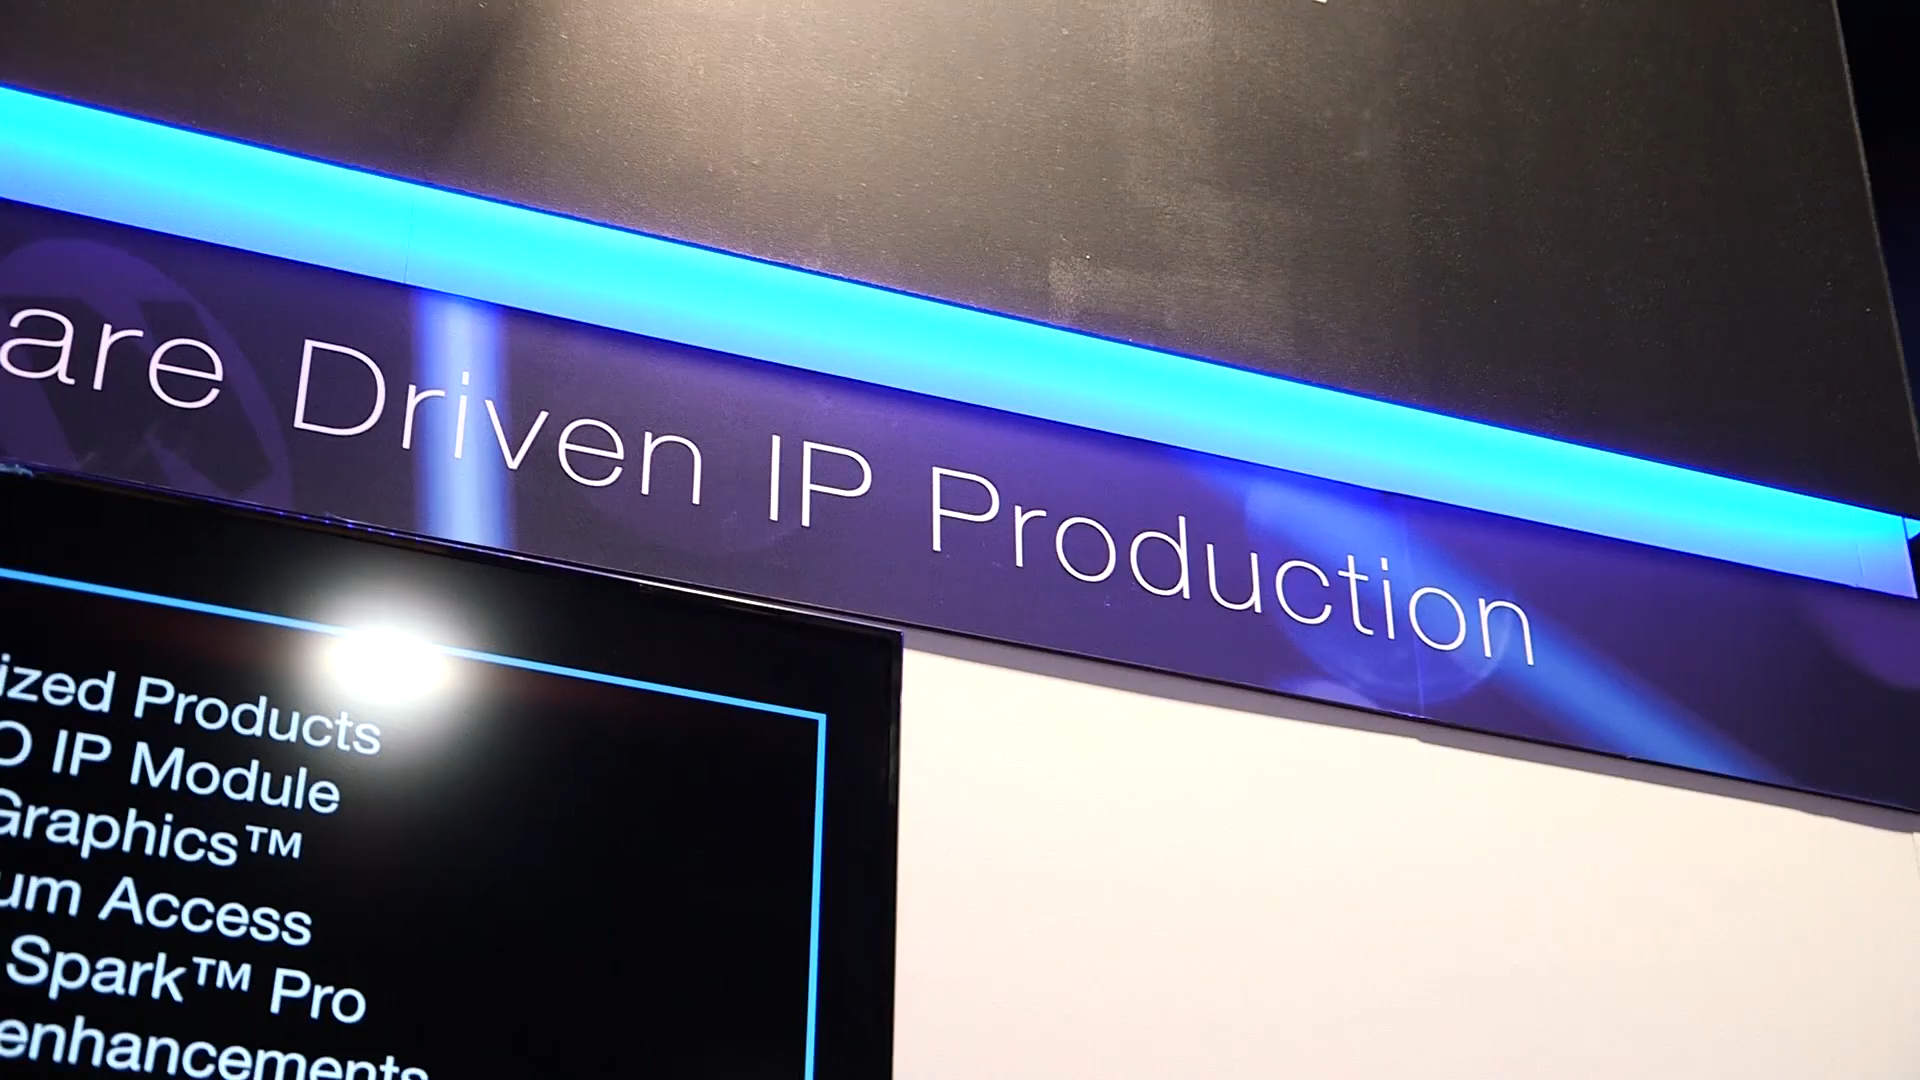 are Driven IP Production
ized Products
O IP Module
Graphics™
um Access
Spark™ Pro
enhancements